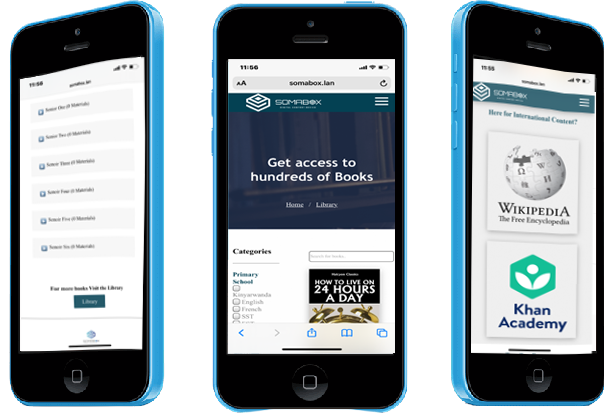 11:58
somabox.lan
Senior One (0 Materials)
Senior Two (0 Materials)
Senior Three (0 Materials)
Senior Four (0 Materials)
Senior Five (0 Materials)
Senior Six (0 Materials)
For more books Visit the Library
Library
11:56
AA somabox.lan
SOMABOX
Get access to
hundreds of Books
Home / Library
Categories
Search for books..
Primary
School
Kinyarwanda
English
French
SST
HOW TO LIVE ON
24 HOURS
A DAY
11:55
somabox.lan
SOMABOX
Here for International Content?
WIKIPEDIA
The Free Encyclopedia
Khan
Academy